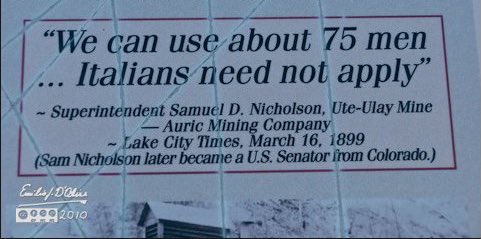 “We can use about 75 men
... Italians need not apply”
~ Superintendent Samuel D. Nicholson, Ute-Ulay Mine
— Auric Mining Company
~ Lake City Times, March 16, 1899
(Sam Nicholson later became a U.S. Senator from Colorado.)
2010